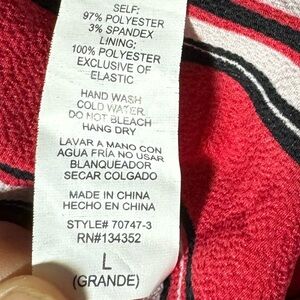 SELF;
97% POLYESTER
3% SPANDEX
LINING;
100% POLYESTER
EXCLUSIVE OF
ELASTIC
HAND WASH
COLD WATER
DO NOT BLEACH
HANG DRY
LAVAR A MANO CON
AGUA FRÍA NO USAR
BLANQUEADOR
SECAR COLGADO
MADE IN CHINA
HECHO EN CHINA
STYLE# 70747-3
RN#134352
L
(GRANDE)